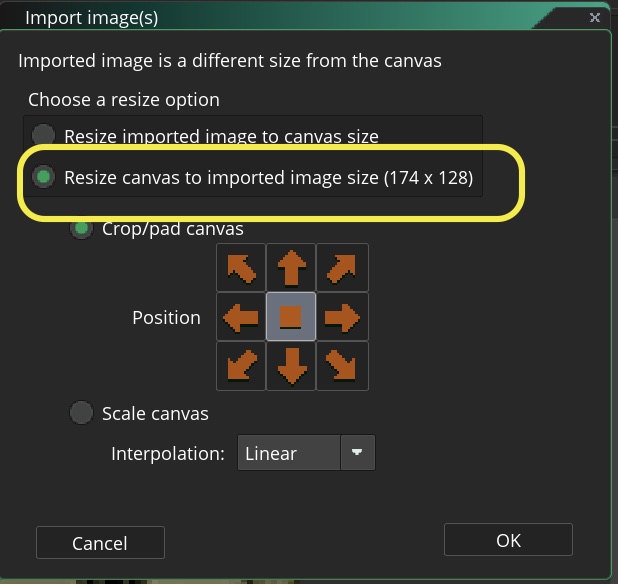 Import image(s)
Imported image is a different size from the canvas
Choose a resize option
Resize imported image to canvas size
Resize canvas to imported image size (174 x 128)
Crop/pad canvas
Position
Scale canvas
Interpolation: Linear
Cancel OK